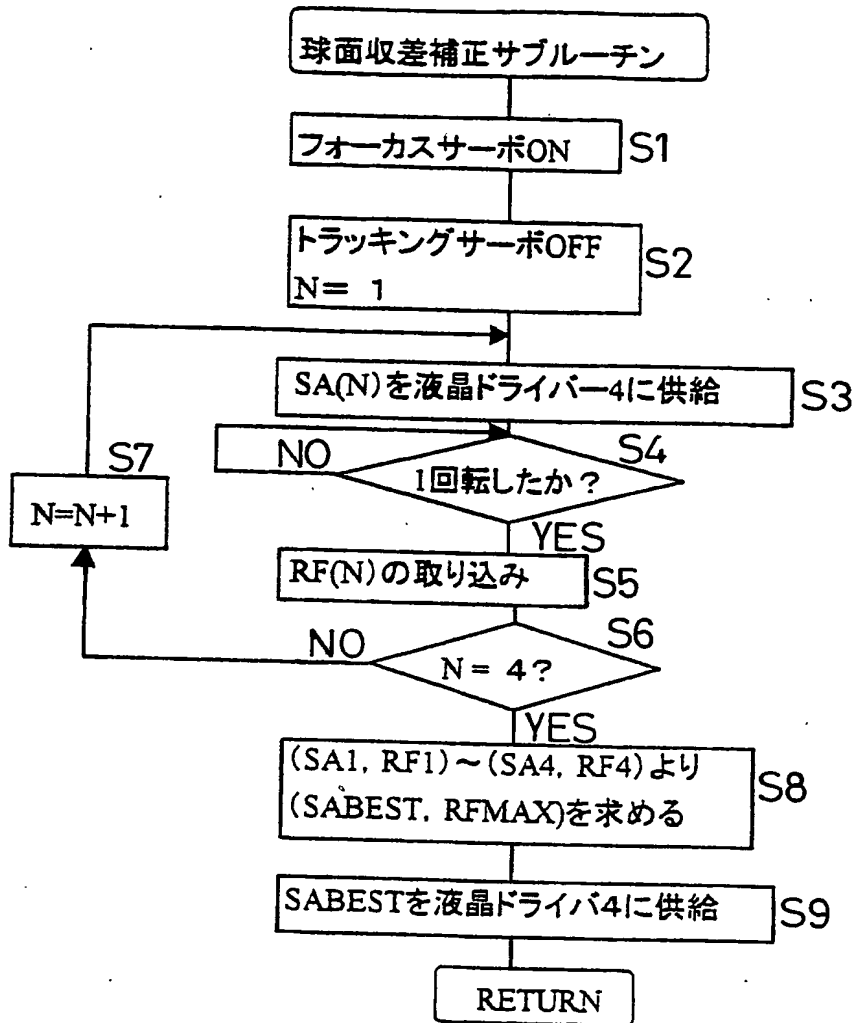 球面収差補正サブルーチン
フォーカスサーボON
S1
トラッキングサーボOFF
N= 1
S2
SA(N)を液晶ドライバー4に供給
S3
S7
N=N+1
NO
1回転したか？
S4
YES
RF(N)の取り込み
S5
NO
N = 4?
S6
YES
(SA1, RF1)～(SA4, RF4)より
(SABEST, RFMAX)を求める
S8
SABESTを液晶ドライバ4に供給
S9
RETURN